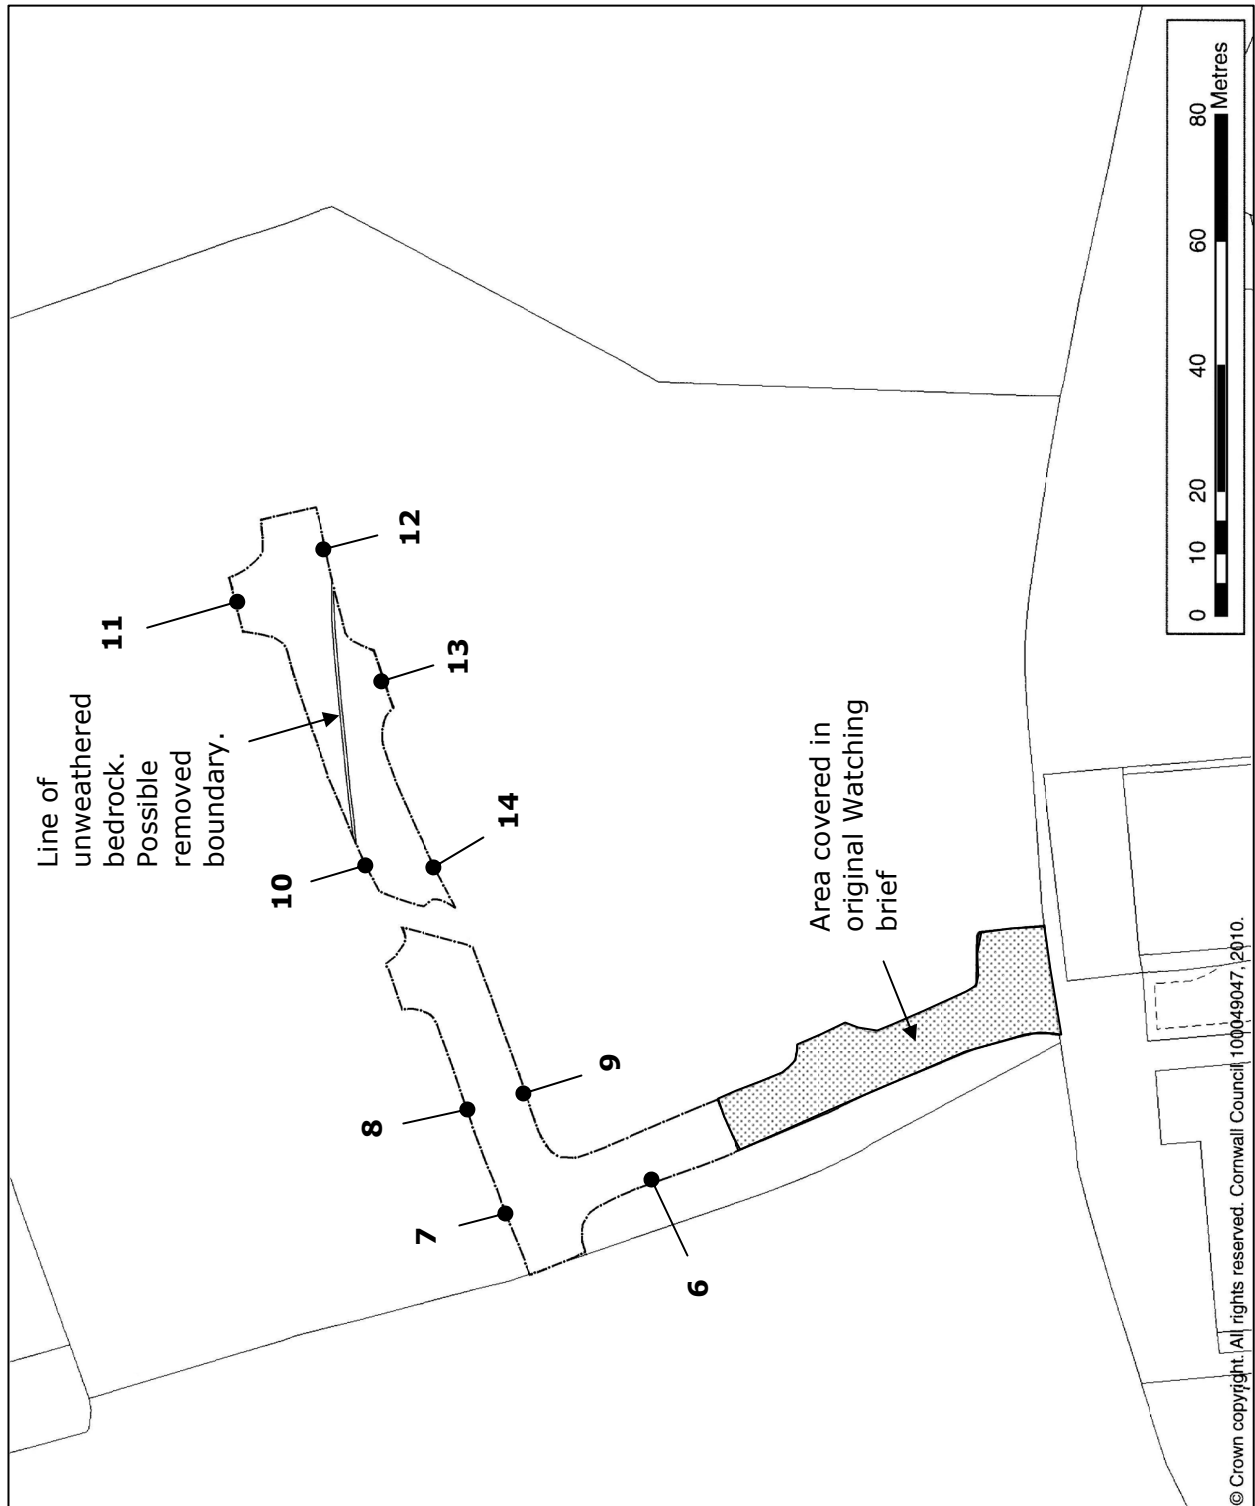 Line of
unweathered
bedrock.
Possible
removed
boundary.
11
12
10
13
14
8
9
7
6
Area covered in
original Watching
brief
0 10 20 40 60 80
Metres
© Crown copyright. All rights reserved. Cornwall Council 100049047, 2010.